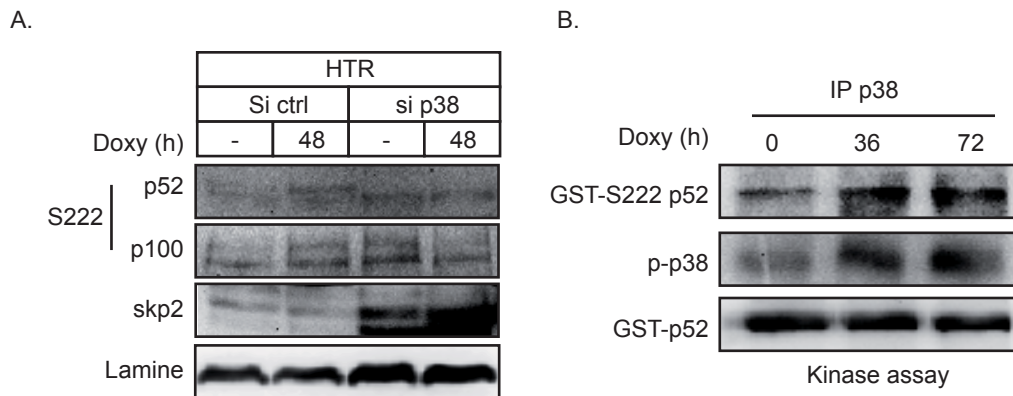 A.
HTR
Si ctrl si p38
Doxy (h) - 48 - 48
S222
p52
p100
skp2
Lamine
B.
IP p38
Doxy (h) 0 36 72
GST-S222 p52
p-p38
GST-p52
Kinase assay